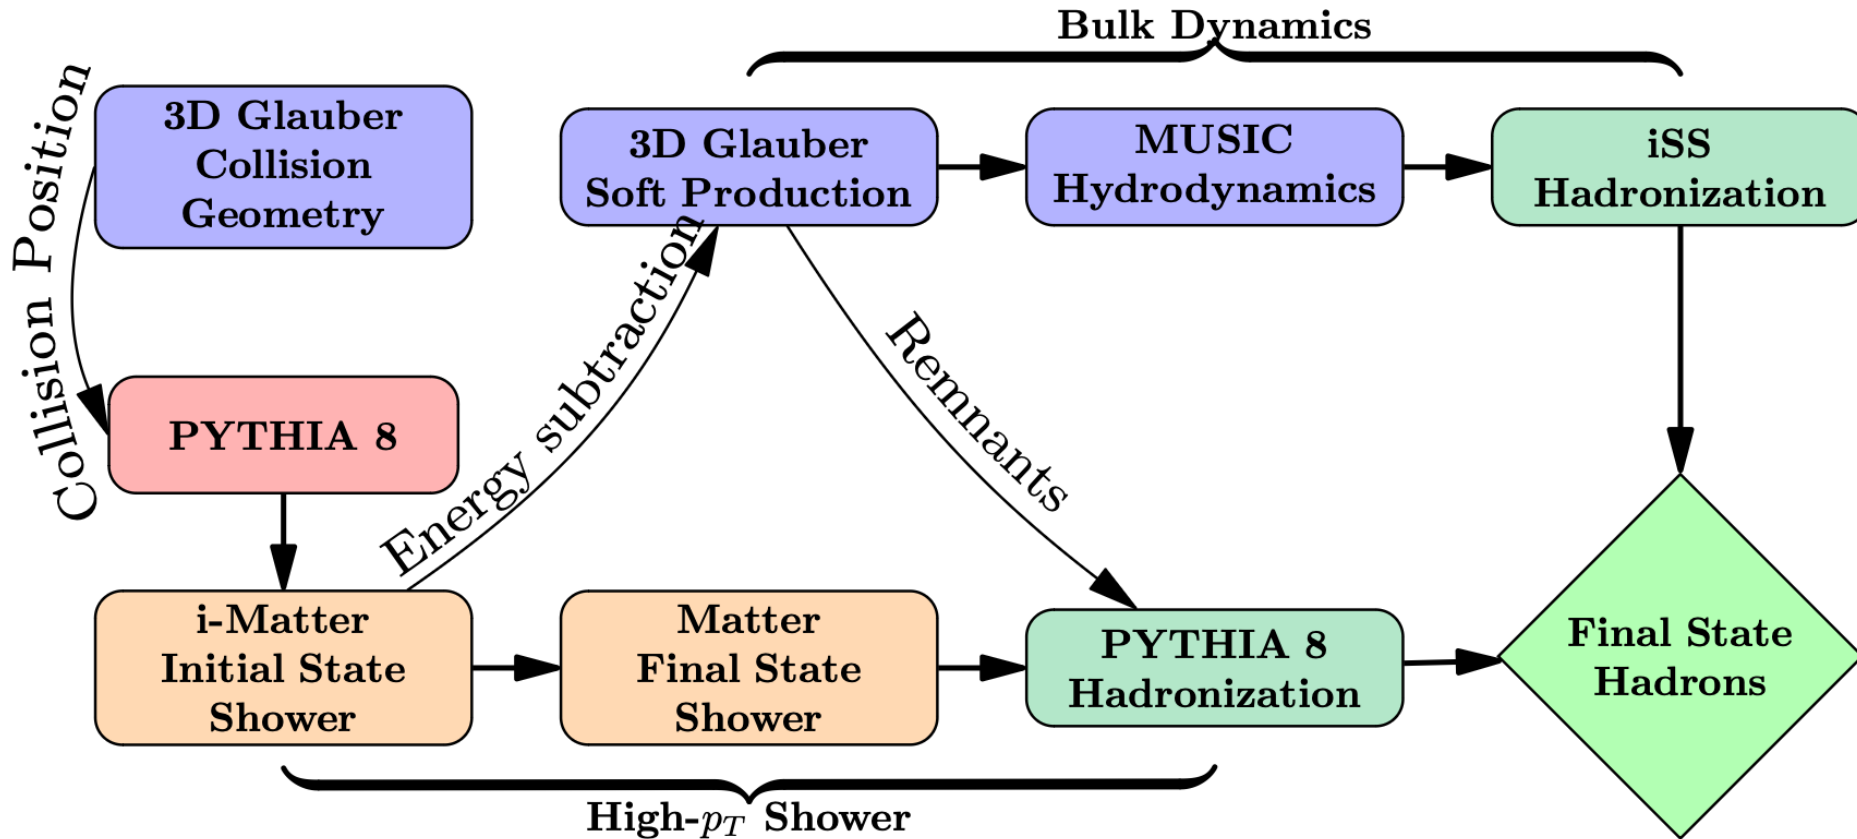 Bulk Dynamics
Collision Position
3D Glauber
Collision
Geometry
3D Glauber
Soft Production
MUSIC
Hydrodynamics
iSS
Hadronization
Energy subtraction
Remnants
PYTHIA 8
i-Matter
Initial State
Shower
Matter
Final State
Shower
PYTHIA 8
Hadronization
Final State
Hadrons
High-p_T Shower